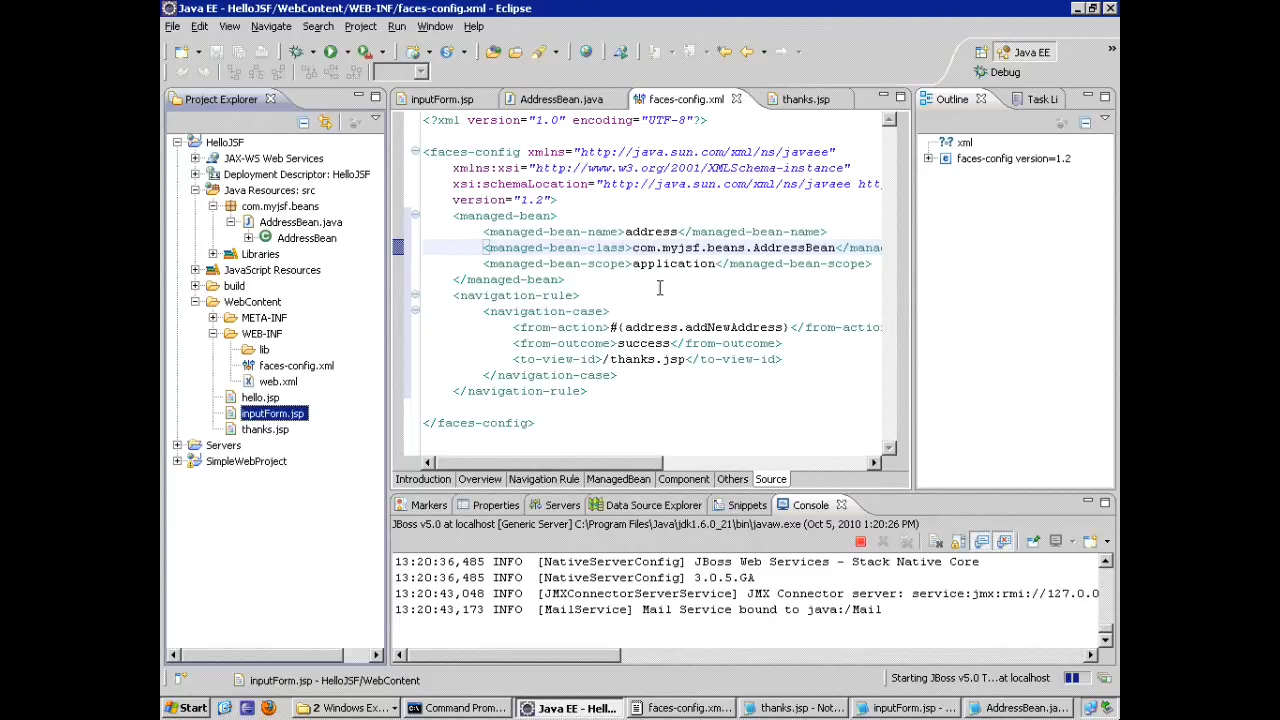 Java EE - HelloJSF/WebContent/WEB-INF/faces-config.xml - Eclipse
File Edit View Navigate Search Project Run Window Help
Java EE
Debug
Project Explorer
inputForm.jsp AddressBean.java faces-config.xml thanks.jsp
Outline Task Li
HelloJSF
JAX-WS Web Services
Deployment Descriptor: HelloJSF
Java Resources: src
com.myjsf.beans
AddressBean.java
AddressBean
Libraries
JavaScript Resources
build
WebContent
META-INF
WEB-INF
lib
faces-config.xml
web.xml
hello.jsp
inputForm.jsp
thanks.jsp
Servers
SimpleWebProject
<?xml version="1.0" encoding="UTF-8"?>
<faces-config xmlns="http://java.sun.com/xml/ns/javaee"
xmlns:xsi="http://www.w3.org/2001/XMLSchema-instance"
xsi:schemaLocation="http://java.sun.com/xml/ns/javaee htt
version="1.2">
<managed-bean>
<managed-bean-name>address</managed-bean-name>
<managed-bean-class>com.myjsf.beans.AddressBean</mana
<managed-bean-scope>application</managed-bean-scope>
</managed-bean>
<navigation-rule>
<navigation-case>
<from-action>#{address.addNewAddress}</from-action
<from-outcome>success</from-outcome>
<to-view-id>/thanks.jsp</to-view-id>
</navigation-case>
</navigation-rule>
</faces-config>
xml
faces-config version=1.2
Introduction Overview Navigation Rule ManagedBean Component Others Source
Markers Properties Servers Data Source Explorer Snippets Console
JBoss v5.0 at localhost [Generic Server] C:\Program Files\Java\jdk1.6.0_21\bin\javaw.exe (Oct 5, 2010 1:20:26 PM)
13:20:36,485 INFO [NativeServerConfig] JBoss Web Services - Stack Native Core
13:20:36,485 INFO [NativeServerConfig] 3.0.5.GA
13:20:43,048 INFO [JMXConnectorServerService] JMX Connector server: service:jmx:rmi://127.0.0
13:20:43,173 INFO [MailService] Mail Service bound to java:/Mail
inputForm.jsp - HelloJSF/WebContent
Starting JBoss v5.0 T...at localhost
Start 2 Windows Ex... Command Prom... Java EE - Hell... faces-config.xm... thanks.jsp - Not... inputForm.jsp - ... AddressBean.ja...